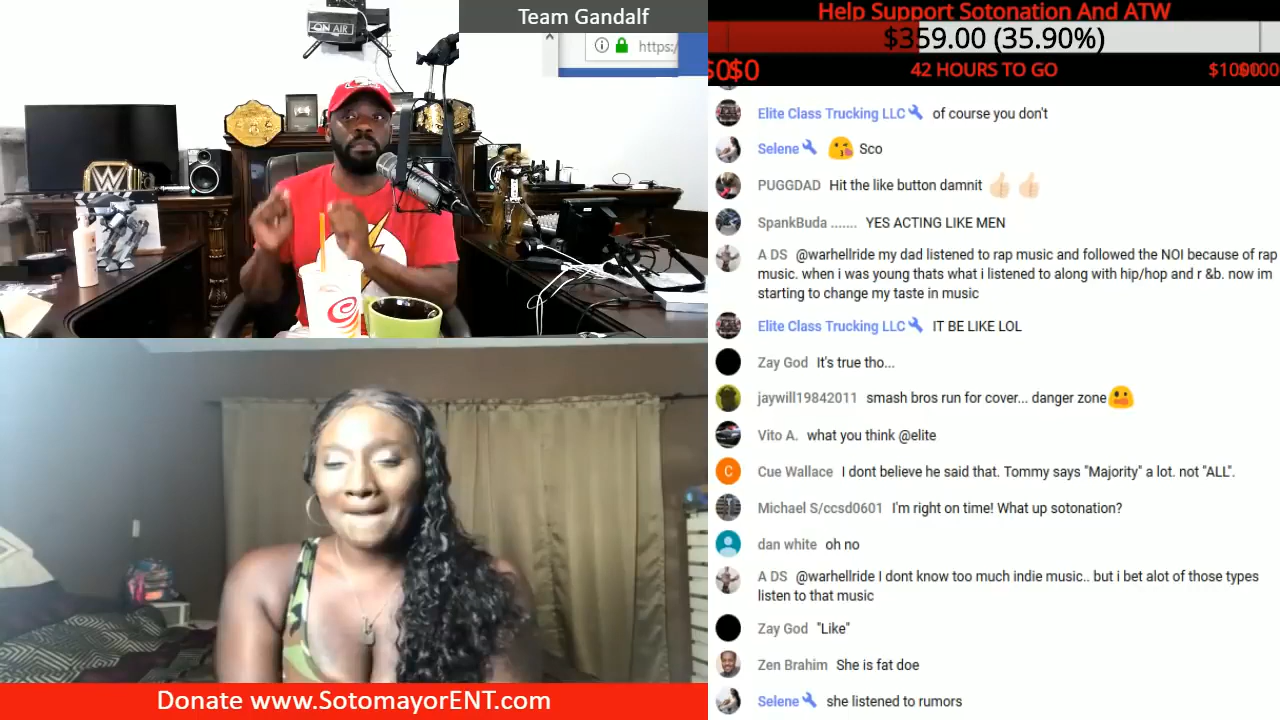 Team Gandalf
ON AIR
https:/
W
Donate www.SotomayorENT.com
Help Support Sotonation And ATW
$359.00 (35.90%)
42 HOURS TO GO
Elite Class Trucking LLC of course you don't
Selene 😘 Sco
PUGGDAD Hit the like button damnit 👍🏻 👍🏻
SpankBuda ....... YES ACTING LIKE MEN
A DS @warhellride my dad listened to rap music and followed the NOI because of rap
music. when i was young thats what i listened to along with hip/hop and r &b. now im
starting to change my taste in music
Elite Class Trucking LLC IT BE LIKE LOL
Zay God It's true tho...
jaywill19842011 smash bros run for cover... danger zone
Vito A. what you think @elite
C
Cue Wallace I dont believe he said that. Tommy says "Majority" a lot. not "ALL".
Michael S/ccsd0601 I'm right on time! What up sotonation?
dan white oh no
A DS @warhellride I dont know too much indie music.. but i bet alot of those types
listen to that music
Zay God "Like"
Zen Brahim She is fat doe
Selene she listened to rumors